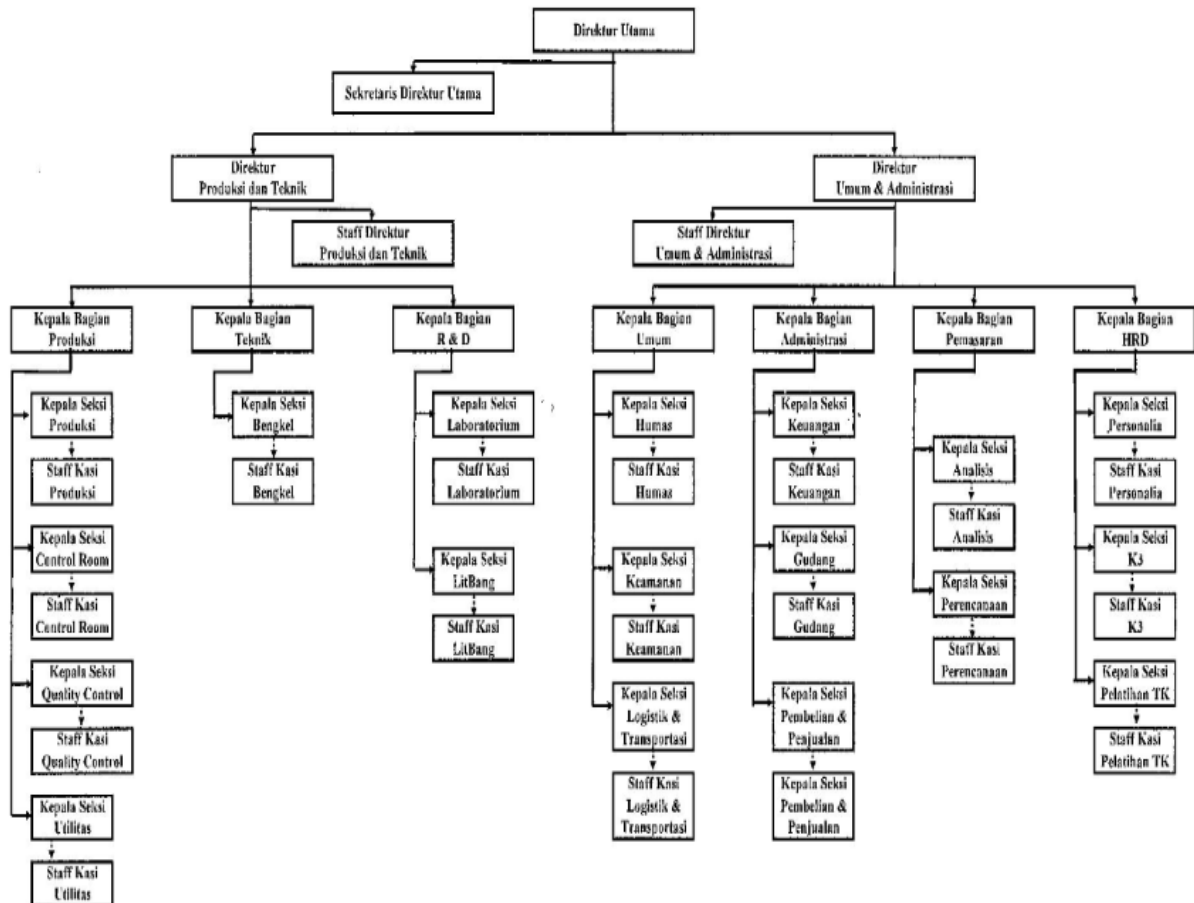 Direktur Utama
Sekretaris Direktur Utama
Direktur
Produksi dan Teknik
Direktur
Umum & Administrasi
Staff Direktur
Produksi dan Teknik
Staff Direktur
Umum & Administrasi
Kepala Bagian
Produksi
Kepala Bagian
Teknik
Kepala Bagian
R & D
Kepala Bagian
Umum
Kepala Bagian
Administrasi
Kepala Bagian
Pemasaran
Kepala Bagian
HRD
Kepala Seksi
Produksi
Staff Kasi
Produksi
Kepala Seksi
Control Room
Staff Kasi
Control Room
Kepala Seksi
Quality Control
Staff Kasi
Quality Control
Kepala Seksi
Utilitas
Staff Kasi
Utilitas
Kepala Seksi
Bengkel
Staff Kasi
Bengkel
Kepala Seksi
Laboratorium
Staff Kasi
Laboratorium
Kepala Seksi
LitBang
Staff Kasi
LitBang
Kepala Seksi
Humas
Staff Kasi
Humas
Kepala Seksi
Keamanan
Staff Kasi
Keamanan
Kepala Seksi
Logistik &
Transportasi
Staff Kasi
Logistik &
Transportasi
Kepala Seksi
Keuangan
Staff Kasi
Keuangan
Kepala Seksi
Gudang
Staff Kasi
Gudang
Kepala Seksi
Pembelian &
Penjualan
Kepala Seksi
Pembelian &
Penjualan
Kepala Seksi
Analisis
Staff Kasi
Analisis
Kepala Seksi
Perencanaan
Staff Kasi
Perencanaan
Kepala Seksi
Personalia
Staff Kasi
Personalia
Kepala Seksi
K3
Staff Kasi
K3
Kepala Seksi
Pelatihan TK
Staff Kasi
Pelatihan TK